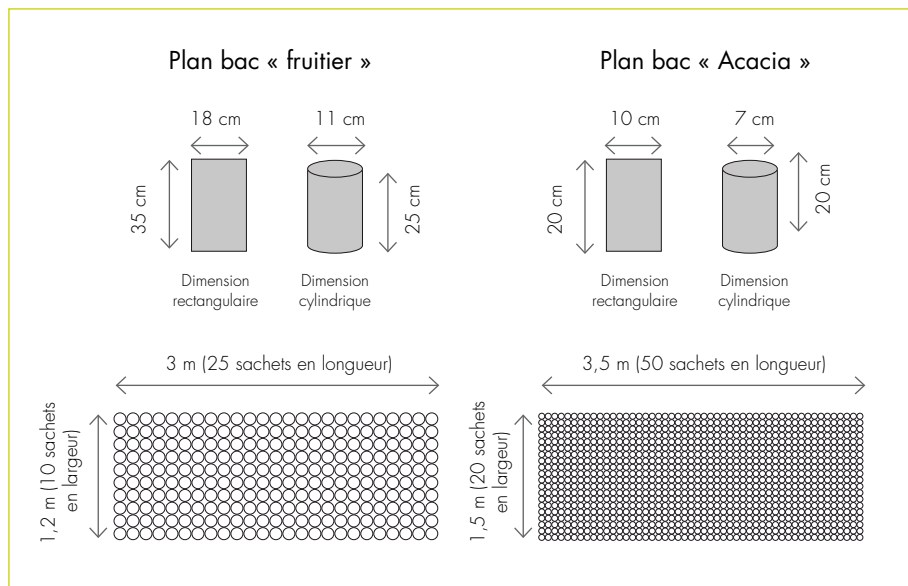 Plan bac « fruitier »
18 cm
11 cm
35 cm
25 cm
Dimension
rectangulaire
Dimension
cylindrique
3 m (25 sachets en longueur)
1,2 m (10 sachets
en largeur)
Plan bac « Acacia »
10 cm
7 cm
20 cm
20 cm
Dimension
rectangulaire
Dimension
cylindrique
3,5 m (50 sachets en longueur)
1,5 m (20 sachets
en largeur)